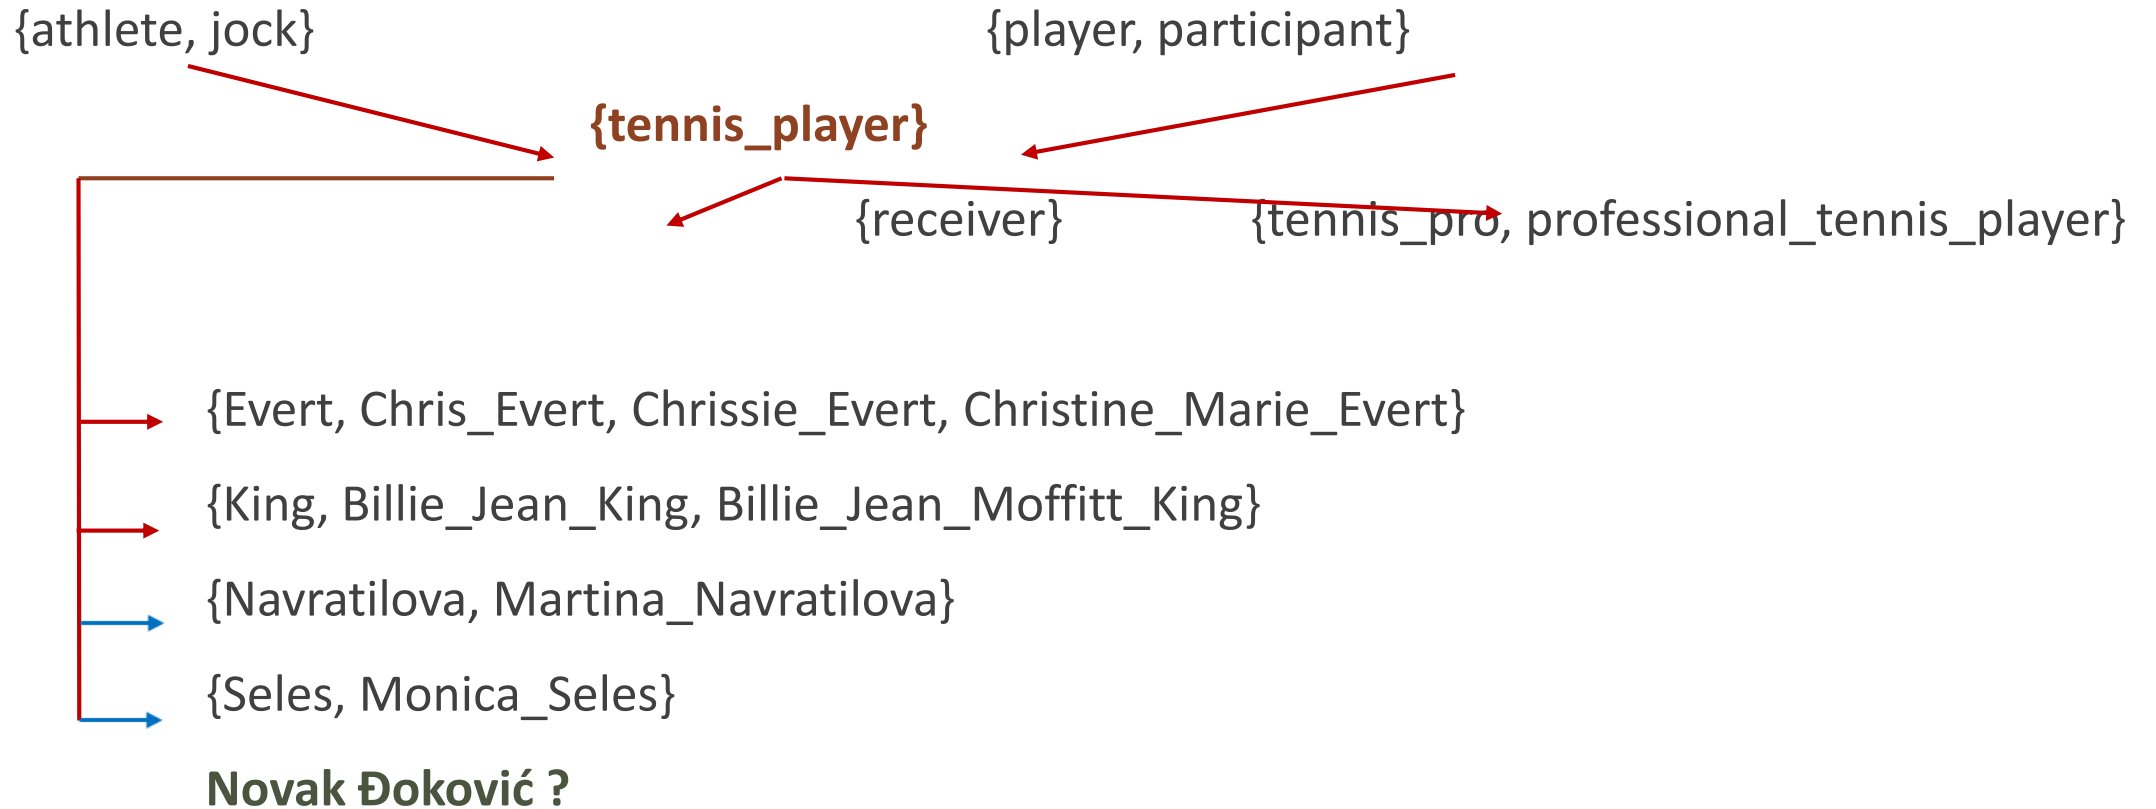 {athlete, jock} {player, participant}
{tennis_player}
{receiver} {tennis_pro, professional_tennis_player}
{Evert, Chris_Evert, Chrissie_Evert, Christine_Marie_Evert}
{King, Billie_Jean_King, Billie_Jean_Moffitt_King}
{Navratilova, Martina_Navratilova}
{Seles, Monica_Seles}
Novak Đoković ?